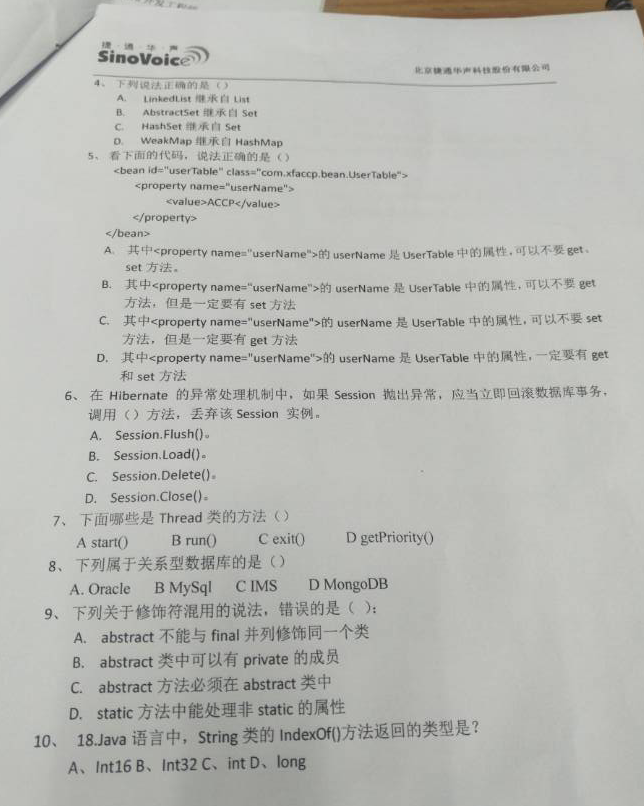 捷·通·华·声
SinoVoice
北京捷通华声科技股份有限公司
4、 下列说法正确的是（）
A. LinkedList 继承自 List
B. AbstractSet 继承自 Set
C. HashSet 继承自 Set
D. WeakMap 继承自 HashMap
5、 看下面的代码，说法正确的是（）
<bean id="userTable" class="com.xfaccp.bean.UserTable">
<property name="userName">
<value>ACCP</value>
</property>
</bean>
A. 其中<property name="userName">的 userName 是 UserTable 中的属性，可以不要 get、
set 方法。
B. 其中<property name="userName">的 userName 是 UserTable 中的属性，可以不要 get
方法，但是一定要有 set 方法
C. 其中<property name="userName">的 userName 是 UserTable 中的属性，可以不要 set
方法，但是一定要有 get 方法
D. 其中<property name="userName">的 userName 是 UserTable 中的属性，一定要有 get
和 set 方法
6、 在 Hibernate 的异常处理机制中，如果 Session 抛出异常，应当立即回滚数据库事务，
调用（）方法，丢弃该 Session 实例。
A. Session.Flush()。
B. Session.Load()。
C. Session.Delete()。
D. Session.Close()。
7、 下面哪些是 Thread 类的方法（）
A start() B run() C exit() D getPriority()
8、 下列属于关系型数据库的是（）
A. Oracle B MySql C IMS D MongoDB
9、 下列关于修饰符混用的说法，错误的是（ ）；
A. abstract 不能与 final 并列修饰同一个类
B. abstract 类中可以有 private 的成员
C. abstract 方法必须在 abstract 类中
D. static 方法中能处理非 static 的属性
10、 18.Java 语言中，String 类的 IndexOf()方法返回的类型是？
A、Int16 B、Int32 C、int D、long